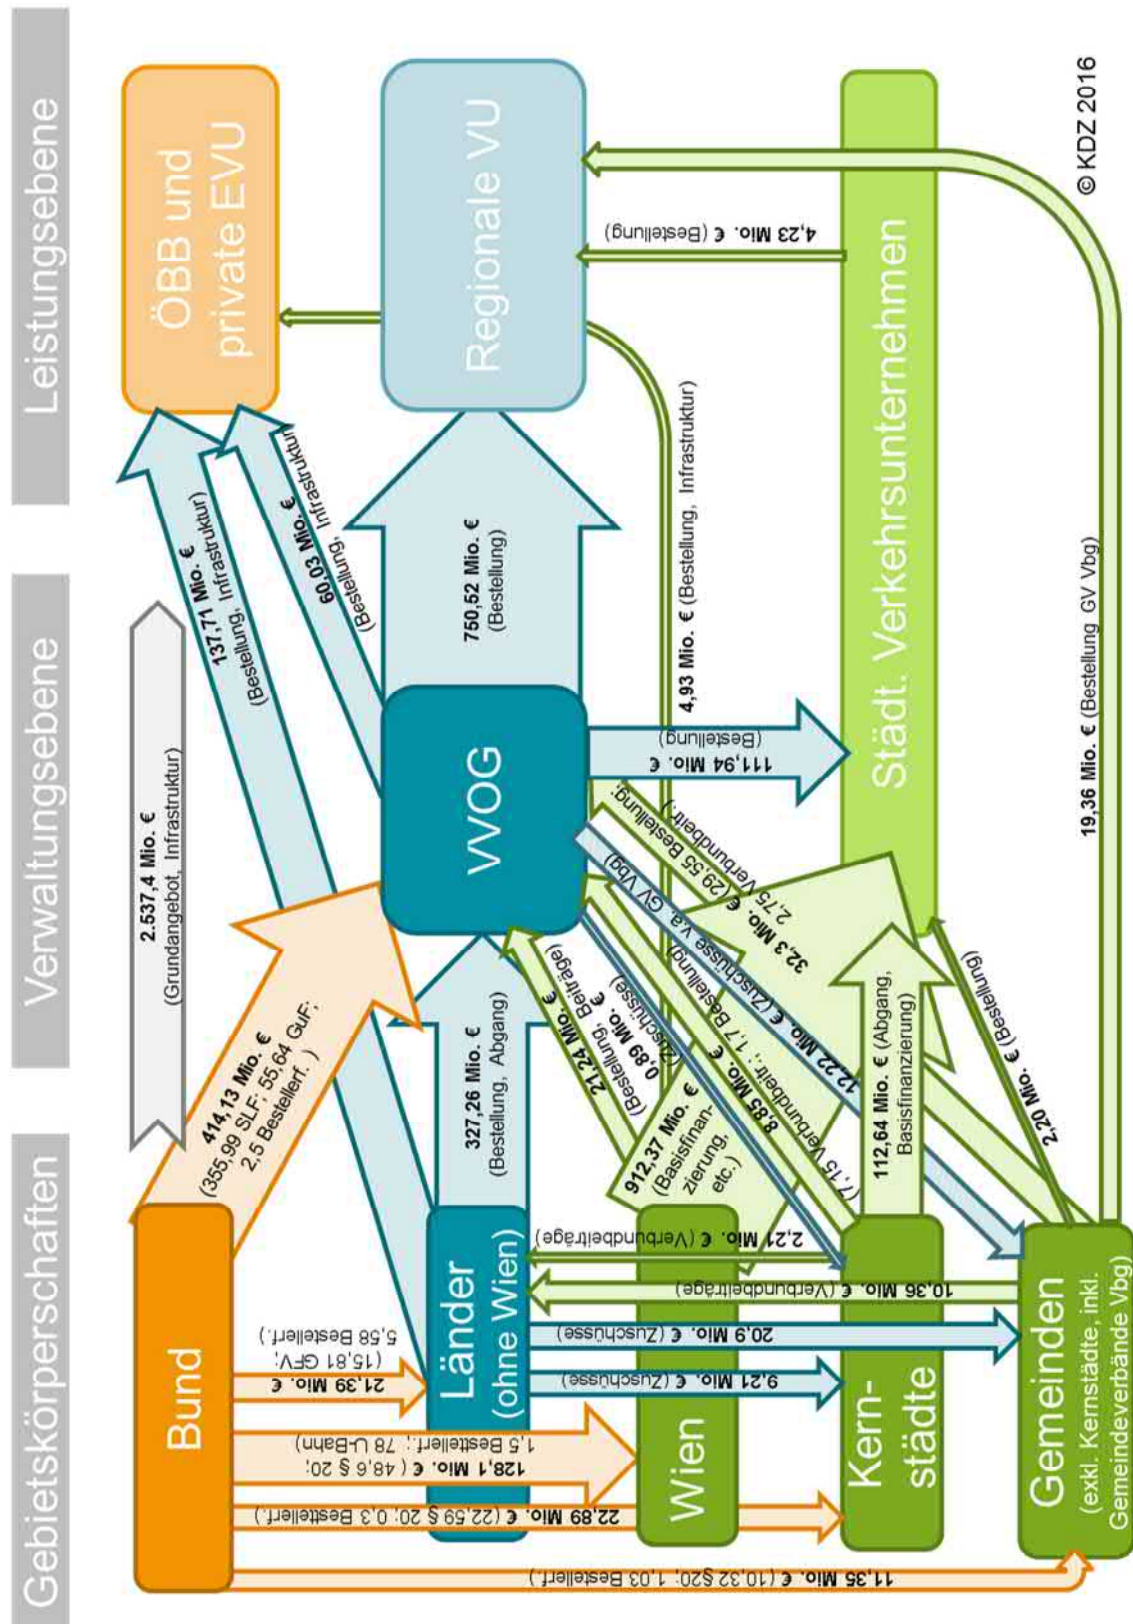 Gebietskörperschaften
Verwaltungsebene
Leistungsebene
Bund
Länder
(ohne Wien)
Wien
Kern-
städte
Gemeinden
(exkl. Kernstädte, inkl.
Gemeindeverbände Vbg)
VVOG
ÖBB und
private EVU
Regionale VU
Städt. Verkehrsunternehmen
2.537,4 Mio. €
(Grundangebot, Infrastruktur)
414,13 Mio. €
(355,99 SLF; 55,64 GuF;
2,5 Bestellerf. )
137,71 Mio. €
(Bestellung, Infrastruktur)
60,03 Mio. €
(Bestellung, Infrastruktur
327,26 Mio. €
(Bestellung, Abgang)
750,52 Mio. €
(Bestellung)
21,39 Mio. €
(15,81 GFV;
5,58 Bestellerf. )
128,1 Mio. € ( 48,6 § 20;
1,5 Bestellerf.; 78 U-Bahn)
22,89 Mio. € (22,59 § 20; 0,3 Bestellerf.)
11,35 Mio. € (10,32 §20; 1,03 Bestellerf.)
21,24 Mio. €
(Bestellung, Beiträge)
0,89 Mio. €
(Zuschüsse)
912,37 Mio. €
(Basisfinan-
zierung,
etc.)
8,85 Mio. €
(7,15 Verbundbeitr.; 1,7 Bestellung)
12,22 Mio. € (Zuschüsse v.a. GV Vbg)
32,3 Mio. € (29,55 Bestellung;
2,75 Verbundbeitr.)
111,94 Mio. €
(Bestellung)
4,93 Mio. € (Bestellung, Infrastruktur)
4,23 Mio. € (Bestellung)
112,64 Mio. € (Abgang,
Basisfinanzierung)
2,20 Mio. € (Bestellung)
2,21 Mio. € (Verbundbeiträge)
10,36 Mio. € (Verbundbeiträge)
20,9 Mio. € (Zuschüsse)
9,21 Mio. € (Zuschüsse)
19,36 Mio. € (Bestellung GV Vbg)
© KDZ 2016